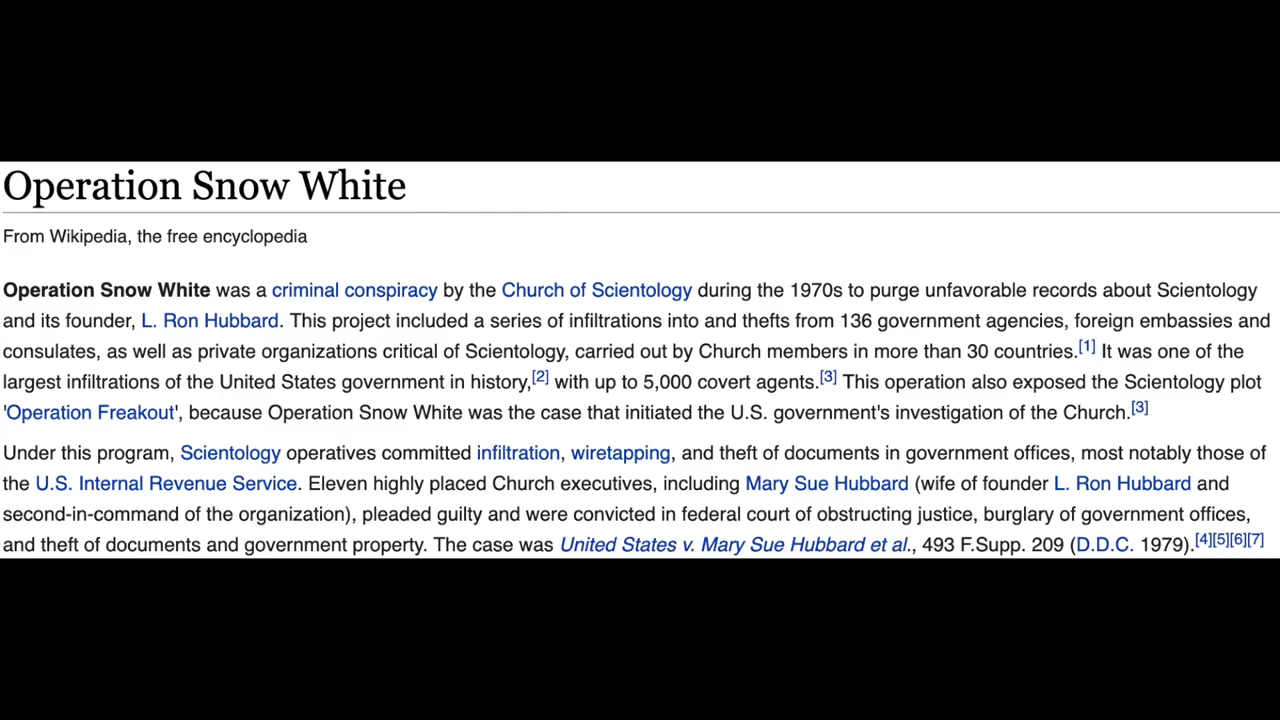 Operation Snow White
From Wikipedia, the free encyclopedia
Operation Snow White was a criminal conspiracy by the Church of Scientology during the 1970s to purge unfavorable records about Scientology
and its founder, L. Ron Hubbard. This project included a series of infiltrations into and thefts from 136 government agencies, foreign embassies and
consulates, as well as private organizations critical of Scientology, carried out by Church members in more than 30 countries.[1] It was one of the
largest infiltrations of the United States government in history,[2] with up to 5,000 covert agents.[3] This operation also exposed the Scientology plot
'Operation Freakout', because Operation Snow White was the case that initiated the U.S. government's investigation of the Church.[3]
Under this program, Scientology operatives committed infiltration, wiretapping, and theft of documents in government offices, most notably those of
the U.S. Internal Revenue Service. Eleven highly placed Church executives, including Mary Sue Hubbard (wife of founder L. Ron Hubbard and
second-in-command of the organization), pleaded guilty and were convicted in federal court of obstructing justice, burglary of government offices,
and theft of documents and government property. The case was United States v. Mary Sue Hubbard et al., 493 F.Supp. 209 (D.D.C. 1979).[4][5][6][7]